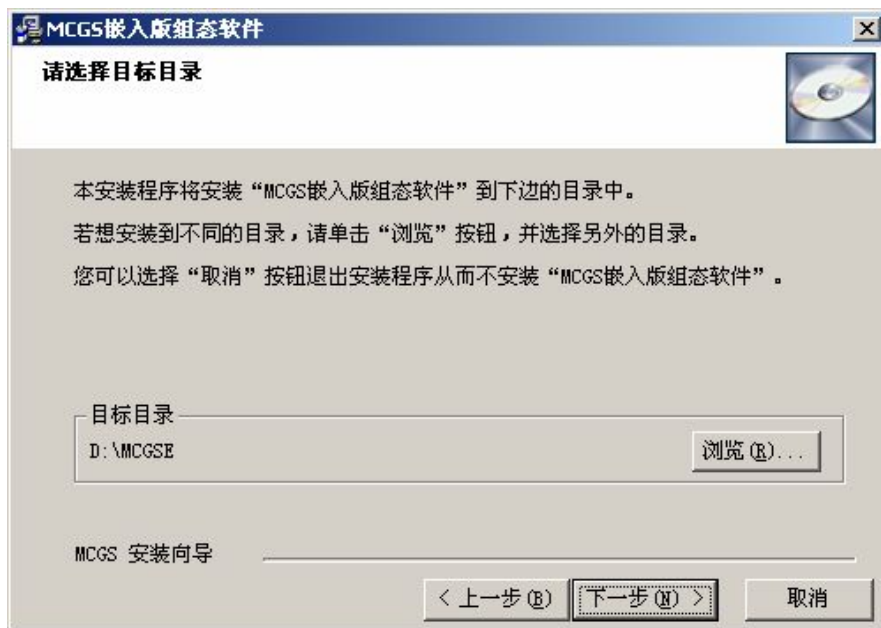 MCGS嵌入版组态软件
请选择目标目录
本安装程序将安装“MCGS嵌入版组态软件”到下边的目录中。
若想安装到不同的目录，请单击“浏览”按钮，并选择另外的目录。
您可以选择“取消”按钮退出安装程序从而不安装“MCGS嵌入版组态软件”。
目标目录
D:\MCGSE
浏览(R)...
MCGS 安装向导
< 上一步(B)
下一步(N) >
取消